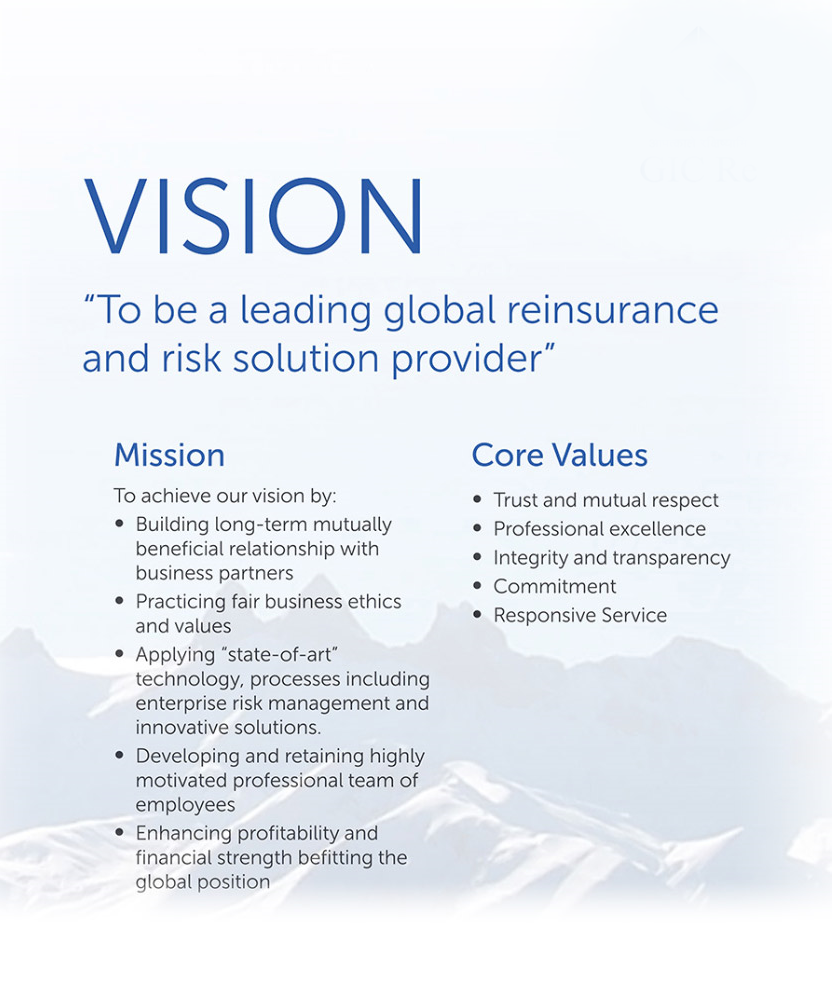 VISION
“To be a leading global reinsurance
and risk solution provider”
Mission
To achieve our vision by:
• Building long-term mutually
beneficial relationship with
business partners
• Practicing fair business ethics
and values
• Applying “state-of-art”
technology, processes including
enterprise risk management and
innovative solutions.
• Developing and retaining highly
motivated professional team of
employees
• Enhancing profitability and
financial strength befitting the
global position
Core Values
• Trust and mutual respect
• Professional excellence
• Integrity and transparency
• Commitment
• Responsive Service